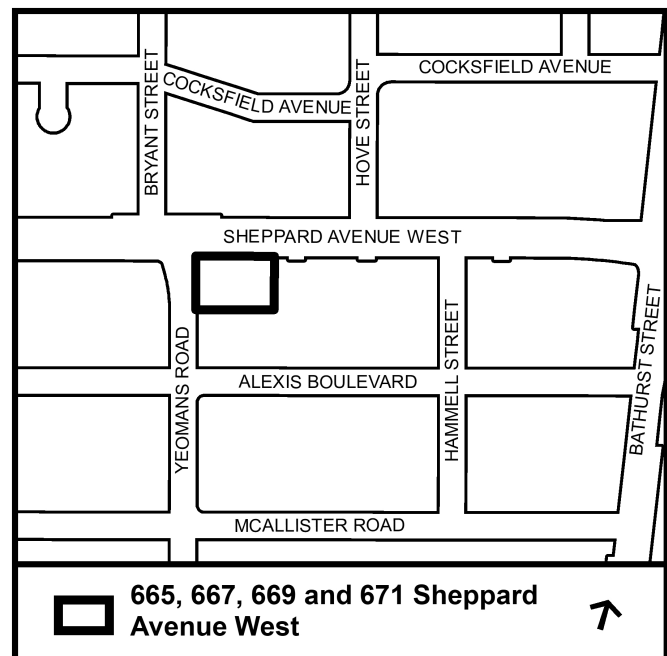 COCKSFIELD AVENUE
COCKSFIELD AVENUE
BRYANT STREET
HOVE STREET
SHEPPARD AVENUE WEST
YEOMANS ROAD
ALEXIS BOULEVARD
HAMMELL STREET
BATHURST STREET
MCALLISTER ROAD
665, 667, 669 and 671 Sheppard
Avenue West